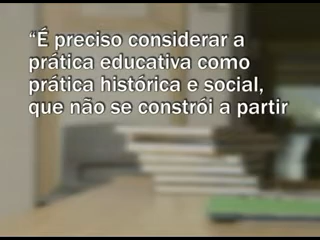 “É preciso considerar a
prática educativa como
prática histórica e social,
que não se constrói a partir